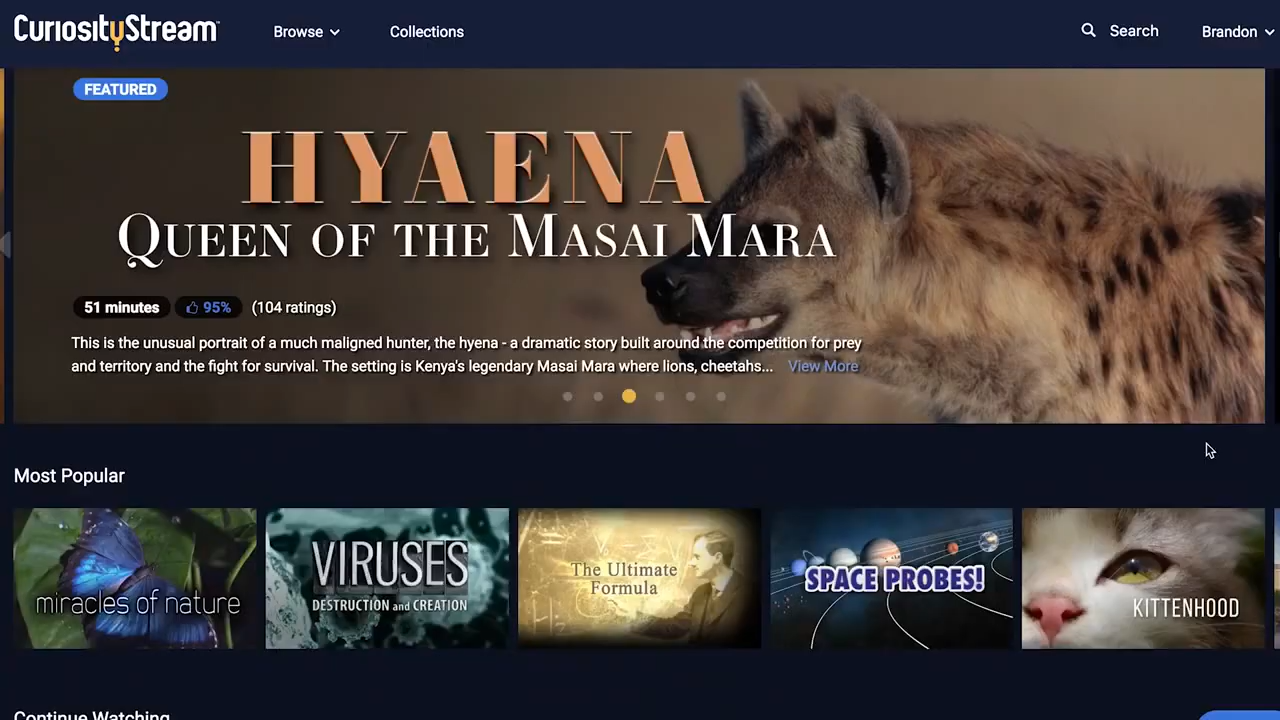 CuriosityStream
Browse
Collections
Search
Brandon
FEATURED
HYAENA
QUEEN OF THE MASAI MARA
51 minutes
95%
(104 ratings)
This is the unusual portrait of a much maligned hunter, the hyena - a dramatic story built around the competition for prey
and territory and the fight for survival. The setting is Kenya's legendary Masai Mara where lions, cheetahs... View More
Most Popular
miracles of nature
VIRUSES
DESTRUCTION and CREATION
The Ultimate
Formula
SPACE PROBES!
KITTENHOOD
Continue Watching